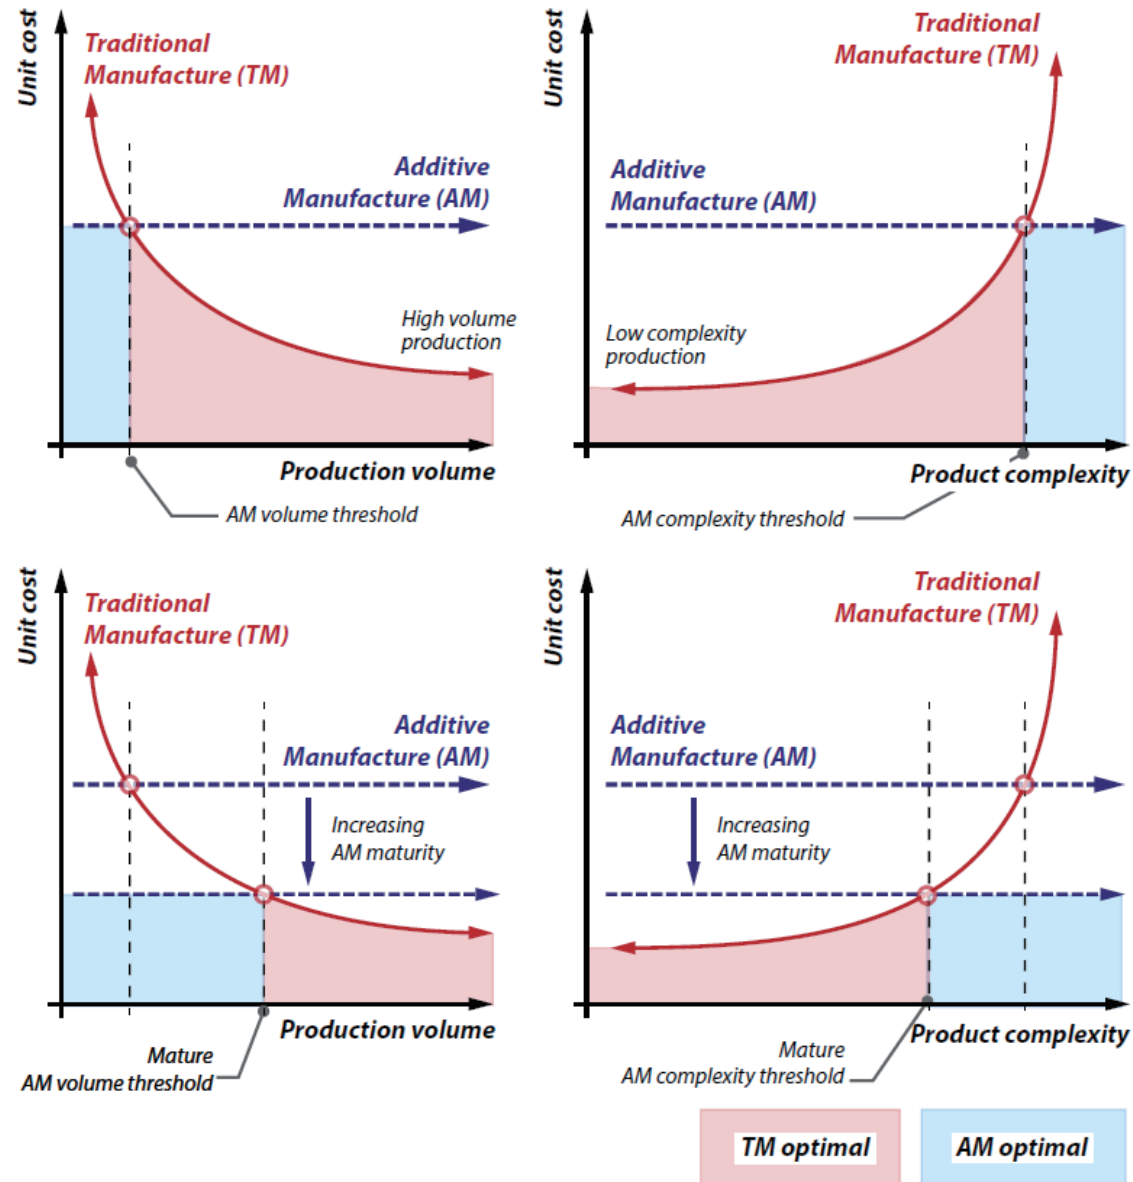 Unit cost
Traditional
Manufacture (TM)
Additive
Manufacture (AM)
High volume
production
Production volume
AM volume threshold
Unit cost
Traditional
Manufacture (TM)
Additive
Manufacture (AM)
Low complexity
production
Product complexity
AM complexity threshold
Unit cost
Traditional
Manufacture (TM)
Additive
Manufacture (AM)
Increasing
AM maturity
Production volume
Mature
AM volume threshold
Unit cost
Traditional
Manufacture (TM)
Additive
Manufacture (AM)
Increasing
AM maturity
Product complexity
Mature
AM complexity threshold
TM optimal
AM optimal